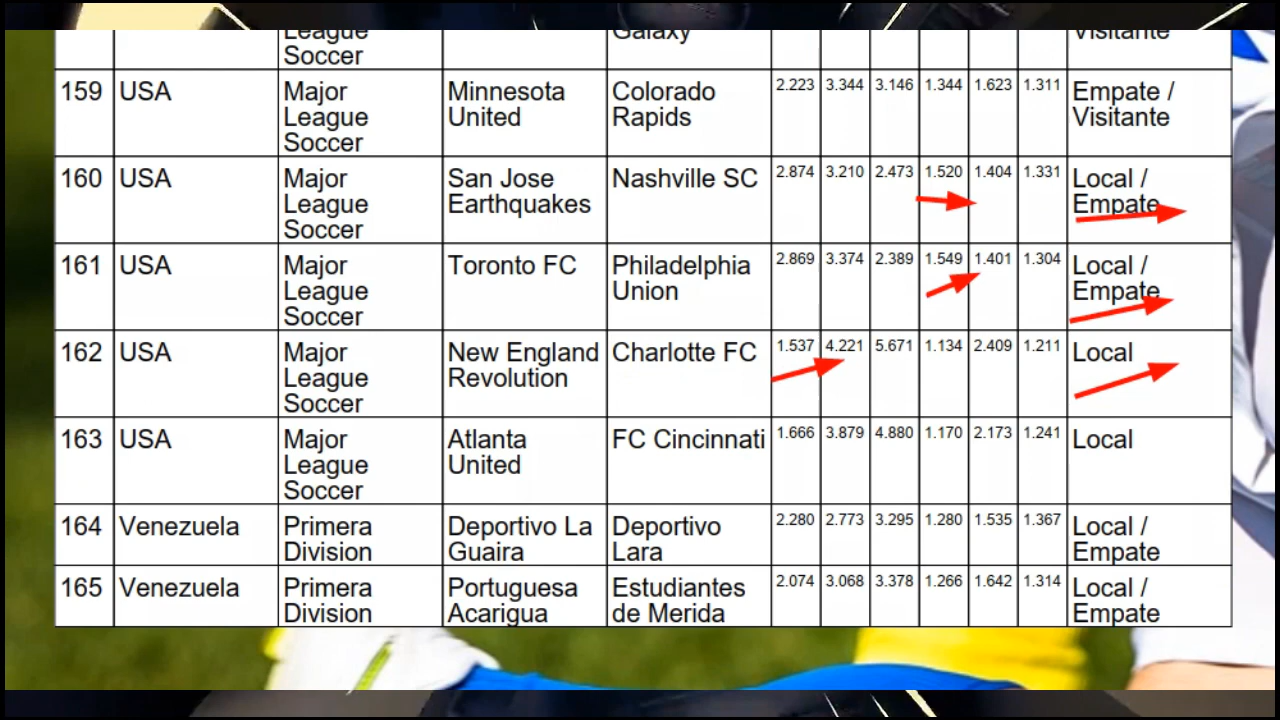 League
Galaxy
Visitante
Soccer
159 USA Major Minnesota Colorado 2.223 3.344 3.146 1.344 1.623 1.311 Empate /
League United Rapids Visitante
Soccer
160 USA Major San Jose Nashville SC 2.874 3.210 2.473 1.520 1.404 1.331 Local /
League Earthquakes Empate
Soccer
161 USA Major Toronto FC Philadelphia 2.869 3.374 2.389 1.549 1.401 1.304 Local /
League Union Empate
Soccer
162 USA Major New England Charlotte FC 1.537 4.221 5.671 1.134 2.409 1.211 Local
League Revolution
Soccer
163 USA Major Atlanta FC Cincinnati 1.666 3.879 4.880 1.170 2.173 1.241 Local
League United
Soccer
164 Venezuela Primera Deportivo La Deportivo 2.280 2.773 3.295 1.280 1.535 1.367 Local /
Division Guaira Lara Empate
165 Venezuela Primera Portuguesa Estudiantes 2.074 3.068 3.378 1.266 1.642 1.314 Local /
Division Acarigua de Merida Empate